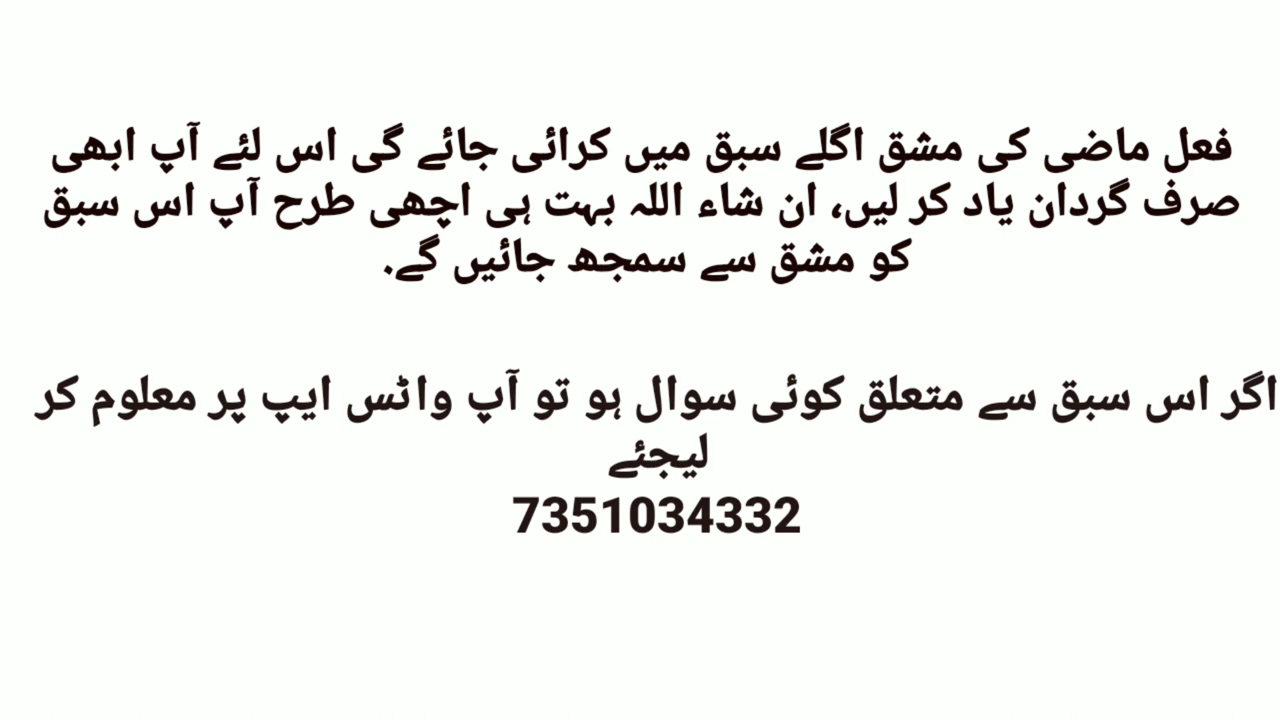 فعل ماضی کی مشق اگلے سبق میں کرائی جائے گی اس لئے آپ ابھی
صرف گردان یاد کر لیں، ان شاء اللہ بہت ہی اچھی طرح آپ اس سبق
کو مشق سے سمجھ جائیں گے.
اگر اس سبق سے متعلق کوئی سوال ہو تو آپ واٹس ایپ پر معلوم کر
لیجئے
7351034332